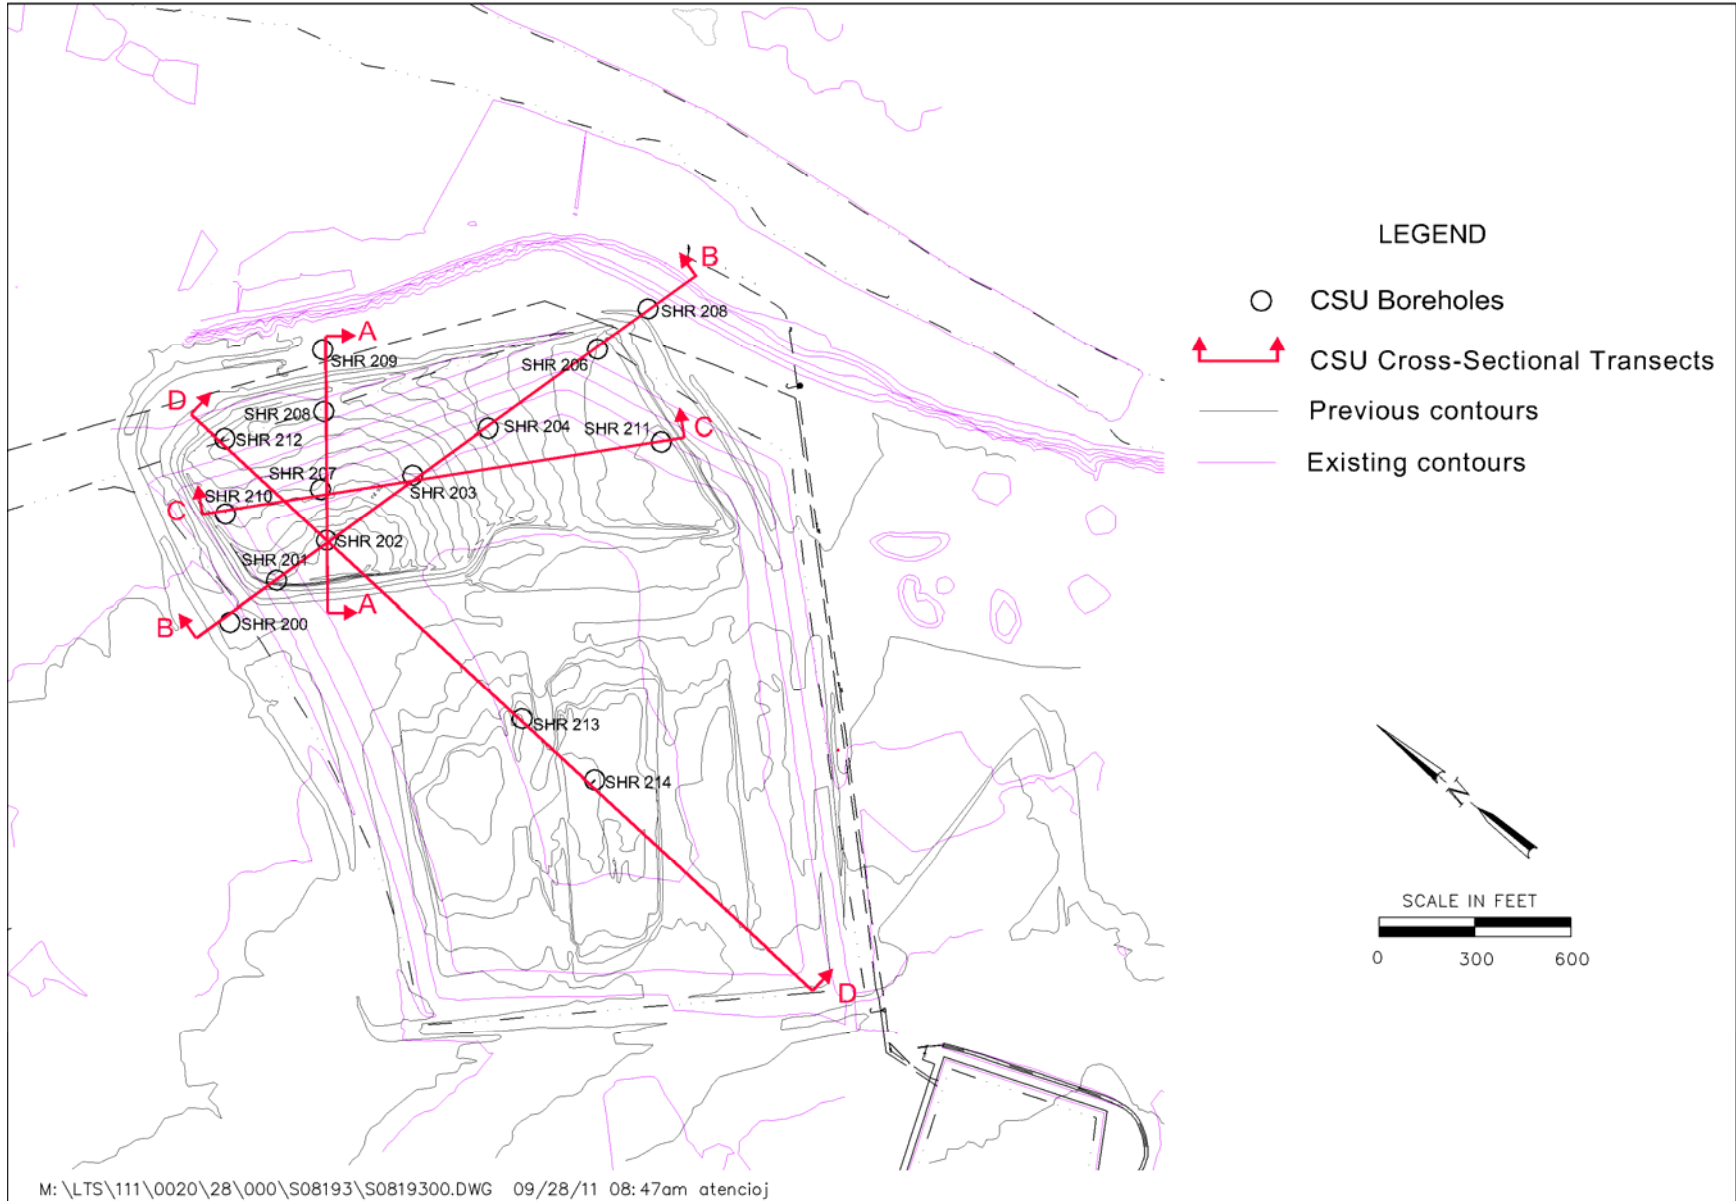 B
SHR 208
A
SHR 209
SHR 206
LEGEND
CSU Boreholes
CSU Cross-Sectional Transects
Previous contours
Existing contours
D
SHR 208
SHR 212
SHR 204
SHR 211
C
SHR 207
SHR 203
SHR 210
C
SHR 202
SHR 201
A
B
SHR 200
SHR 213
SHR 214
N
SCALE IN FEET
0 300 600
D
M:\LTS\111\0020\28\000\S08193\S0819300.DWG 09/28/11 08:47am atencioj